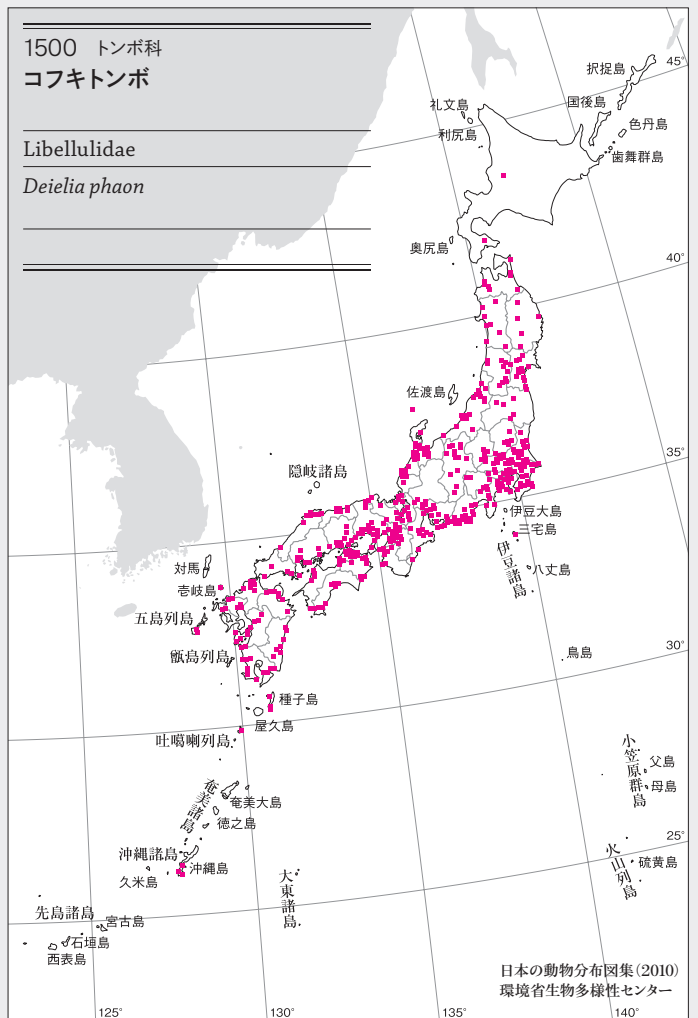 1500 トンボ科
コフキトンボ
Libellulidae
Deielia phaon
45°
択捉島
礼文島
国後島
色丹島
利尻島
歯舞群島
奥尻島
40°
佐渡島
35°
隠岐諸島
伊豆大島
三宅島
伊豆諸島
八丈島
対馬
壱岐島
五島列島
甑島列島
鳥島
30°
種子島
屋久島
吐噶喇列島
小笠原群島
父島
母島
奄美諸島
奄美大島
徳之島
25°
沖縄諸島
沖縄島
久米島
大東諸島
火山列島
硫黄島
先島諸島
宮古島
石垣島
西表島
日本の動物分布図集(2010)
環境省生物多様性センター
125°
130°
135°
140°